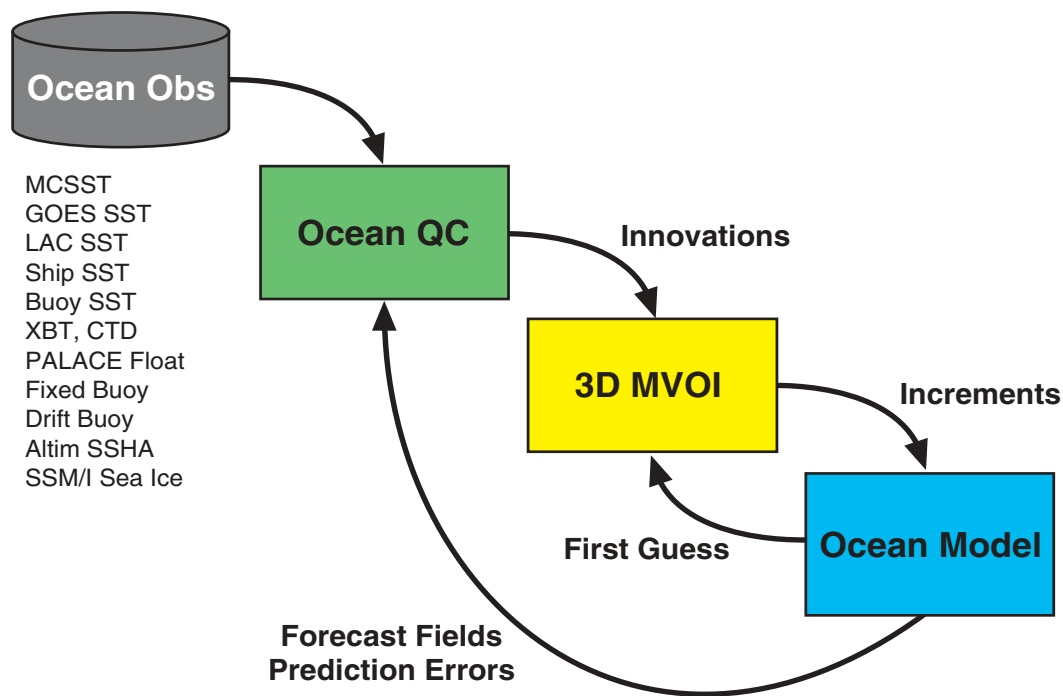 Ocean Obs
MCSST
GOES SST
LAC SST
Ship SST
Buoy SST
XBT, CTD
PALACE Float
Fixed Buoy
Drift Buoy
Altim SSHA
SSM/I Sea Ice
Ocean QC
Innovations
3D MVOI
Increments
First Guess
Ocean Model
Forecast Fields
Prediction Errors